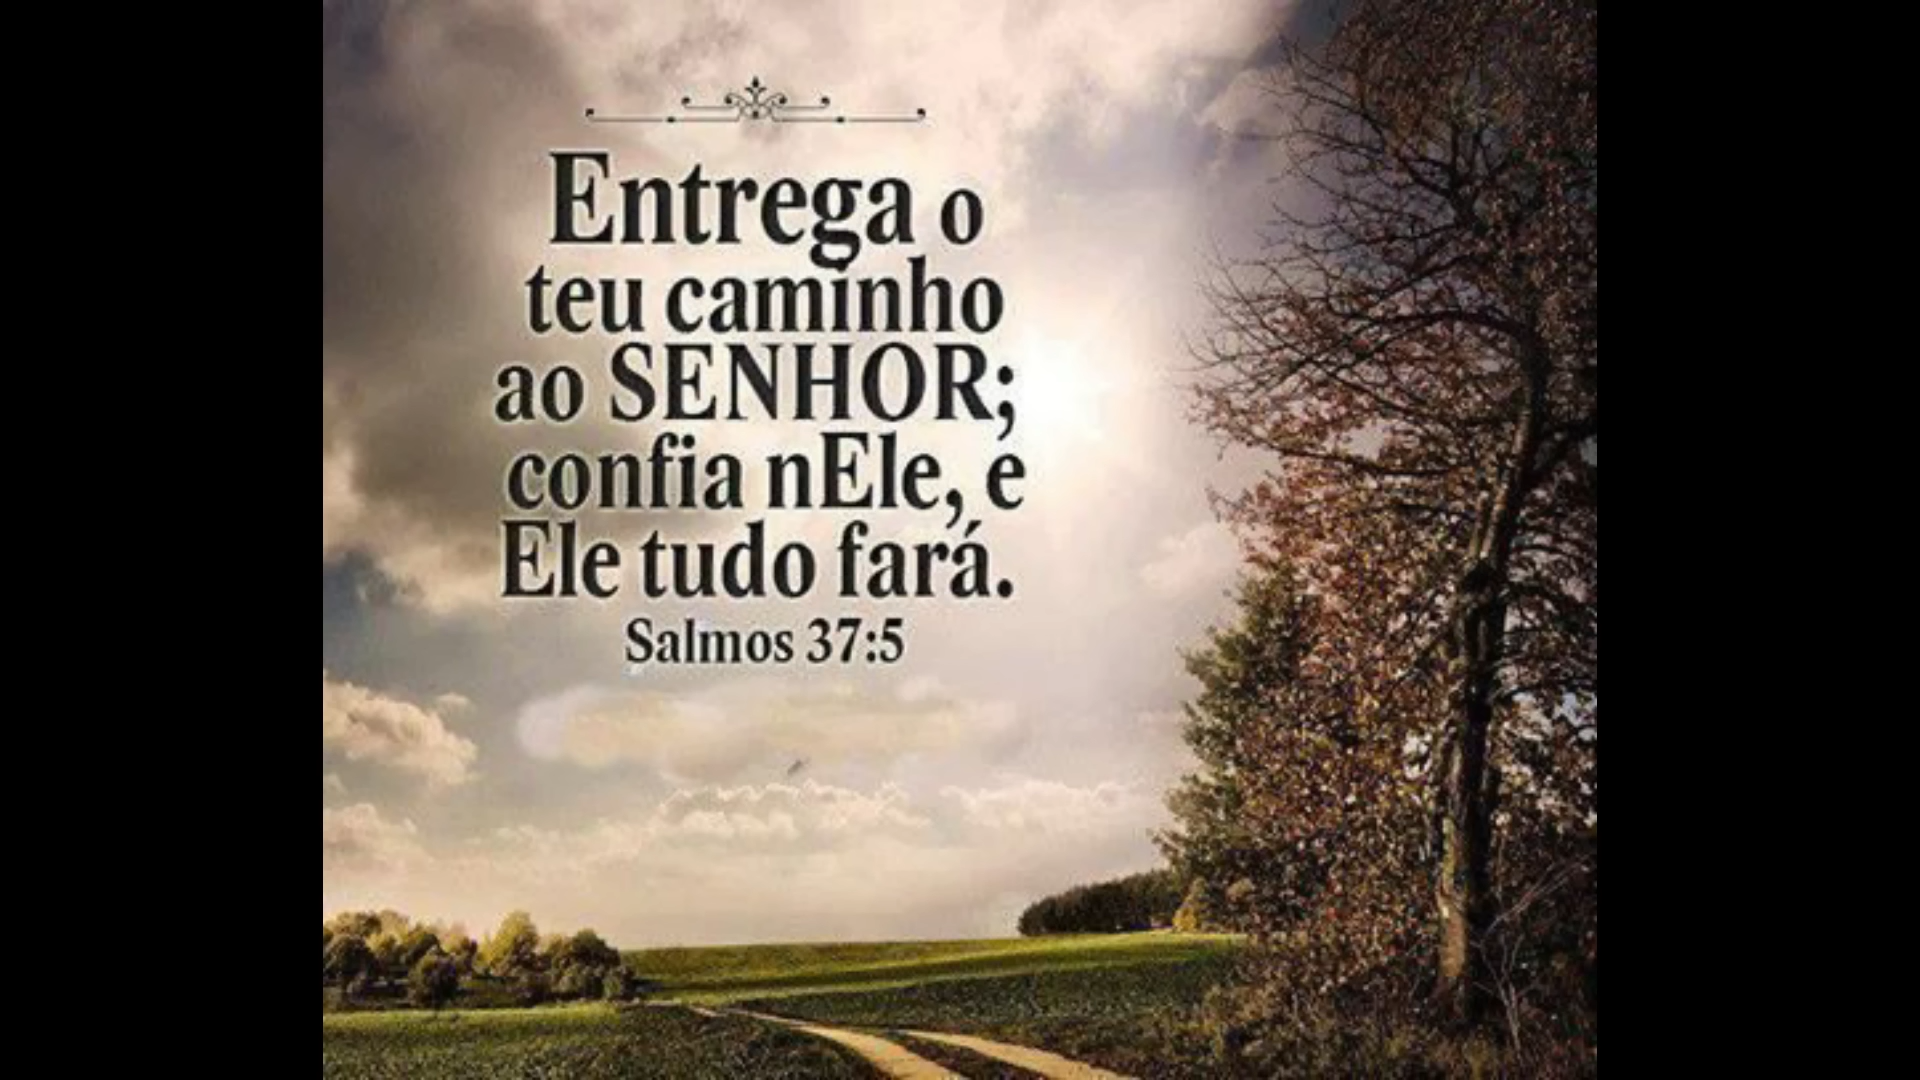 Entrega o
teu caminho
ao SENHOR;
confia nEle, e
Ele tudo fará.
Salmos 37:5